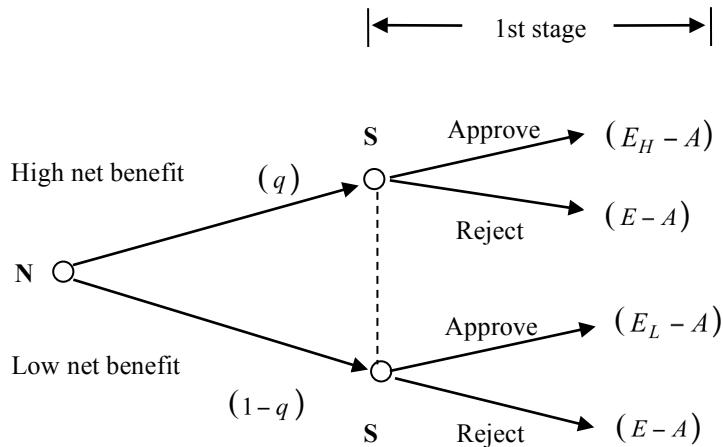 1st stage
S
Approve
(E_H − A)
High net benefit
(q)
Reject
(E − A)
N
Approve
(E_L − A)
Low net benefit
(1−q)
S
Reject
(E − A)